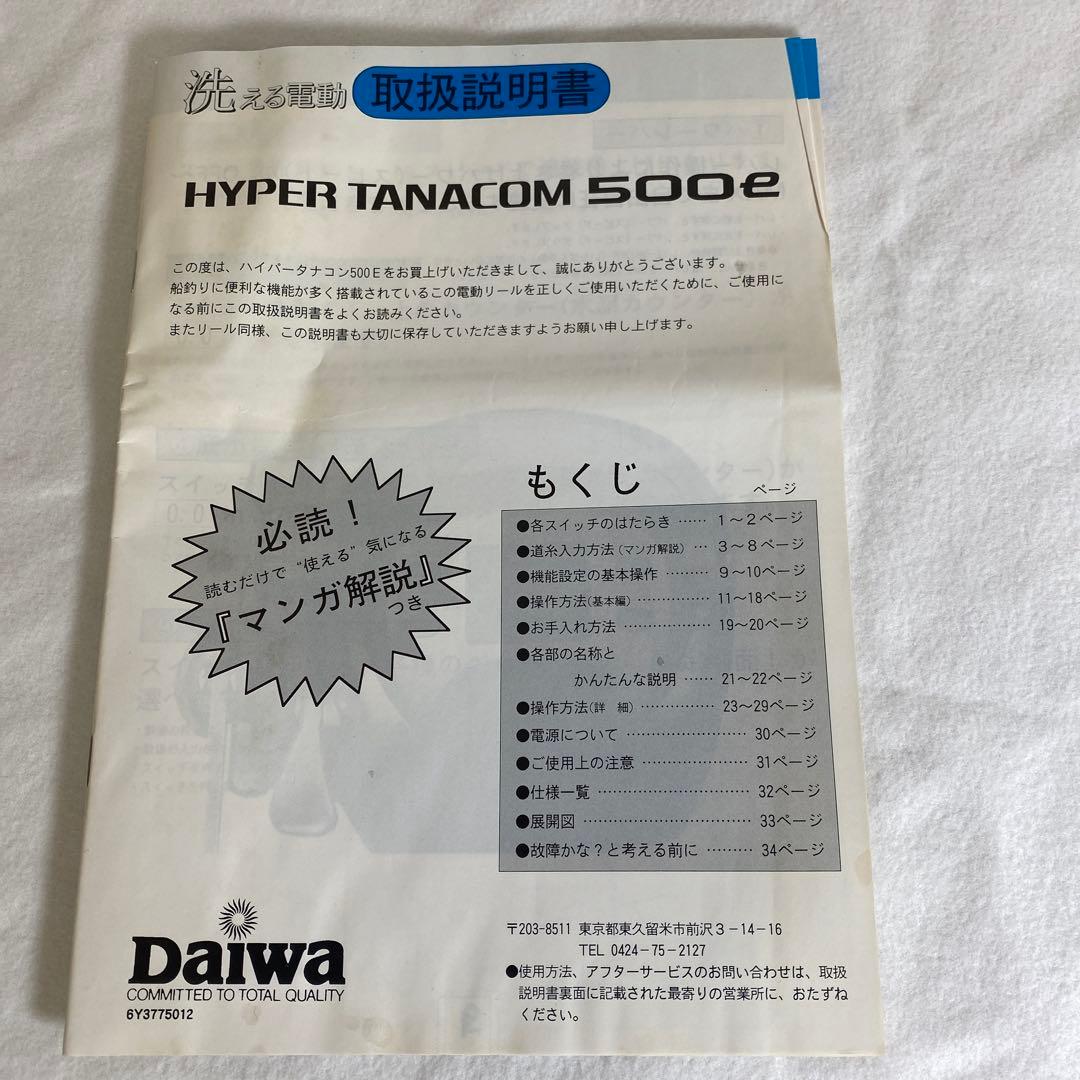 洗える電動 取扱説明書
HYPER TANACOM 500e
この度は、ハイパータナコン500Eをお買上げいただきまして、誠にありがとうございます。
船釣りに便利な機能が多く搭載されているこの電動リールを正しくご使用いただくために、ご使用に
なる前にこの取扱説明書をよくお読みください。
またリール同様、この説明書も大切に保存していただきますようお願い申し上げます。
必読！
読むだけで“使える”気になる
『マンガ解説』
つき
もくじ
ページ
●各スイッチのはたらき …… 1～2ページ
●道糸入力方法(マンガ解説) … 3～8ページ
●機能設定の基本操作 ……… 9～10ページ
●操作方法(基本編) …………… 11～18ページ
●お手入れ方法 ……………… 19～20ページ
●各部の名称と
かんたんな説明 …… 21～22ページ
●操作方法(詳 細) …………… 23～29ページ
●電源について …………………… 30ページ
●ご使用上の注意 ………………… 31ページ
●仕様一覧 ………………………… 32ページ
●展開図 …………………………… 33ページ
●故障かな？と考える前に ……… 34ページ
Daiwa
COMMITTED TO TOTAL QUALITY
6Y3775012
〒203-8511 東京都東久留米市前沢3-14-16
TEL 0424-75-2127
●使用方法、アフターサービスのお問い合わせは、取扱
説明書裏面に記載された最寄りの営業所に、おたずね
ください。